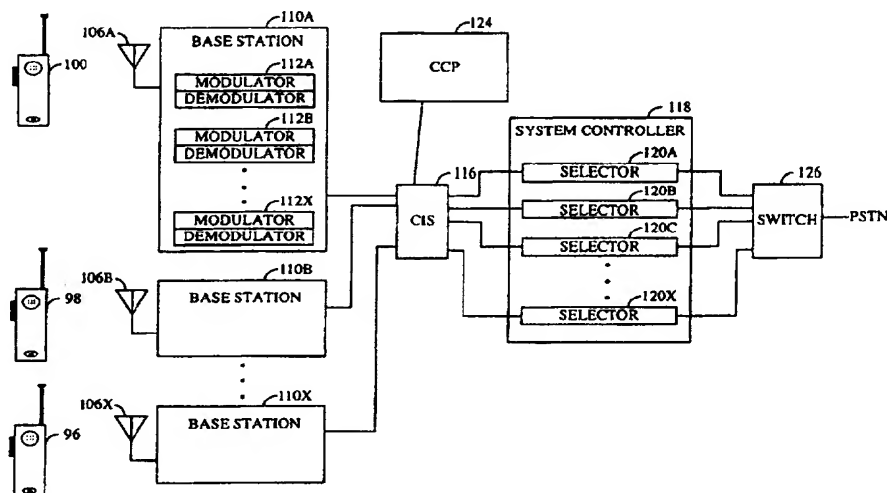 110A
106A
BASE STATION
100
112A
MODULATOR
DEMODULATOR
112B
MODULATOR
DEMODULATOR
112X
MODULATOR
DEMODULATOR
124
CCP
118
SYSTEM CONTROLLER
116
CIS
120A
SELECTOR
120B
SELECTOR
120C
SELECTOR
120X
SELECTOR
126
SWITCH
PSTN
110B
106B
BASE STATION
98
110X
106X
BASE STATION
96